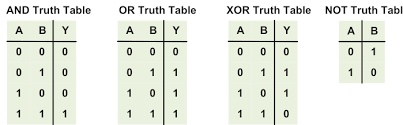 AND Truth Table OR Truth Table XOR Truth Table NOT Truth Tabl
A B Y A B Y A B Y A B
0 0 0 0 0 0 0 0 0 0 1
0 1 0 0 1 1 0 1 1 1 0
1 0 0 1 0 1 1 0 1
1 1 1 1 1 1 1 1 0